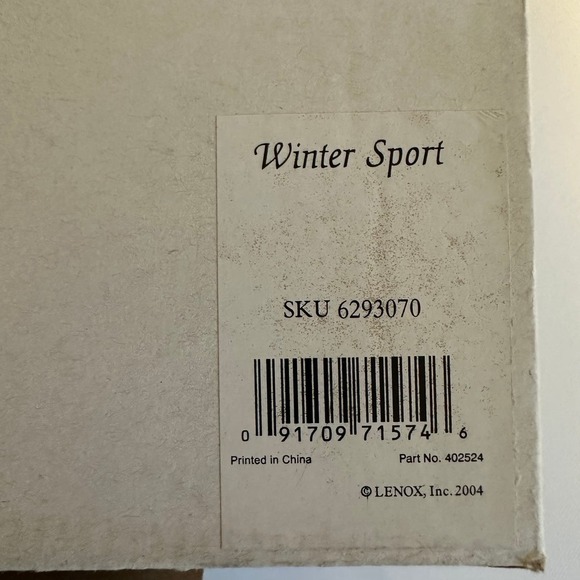 Winter Sport
SKU 6293070
0 91709 71574 6
Printed in China
Part No. 402524
© LENOX, Inc. 2004